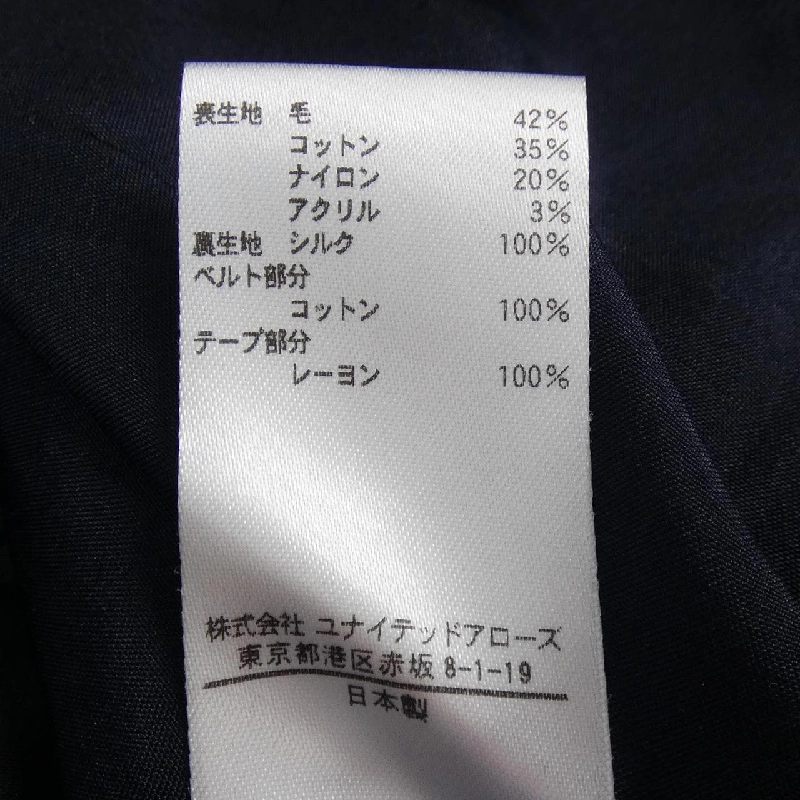 表生地 毛 42%
コットン 35%
ナイロン 20%
アクリル 3%
裏生地 シルク 100%
ベルト部分
コットン 100%
テープ部分
レーヨン 100%
株式会社 ユナイテッドアローズ
東京都港区赤坂 8-1-19
日本製